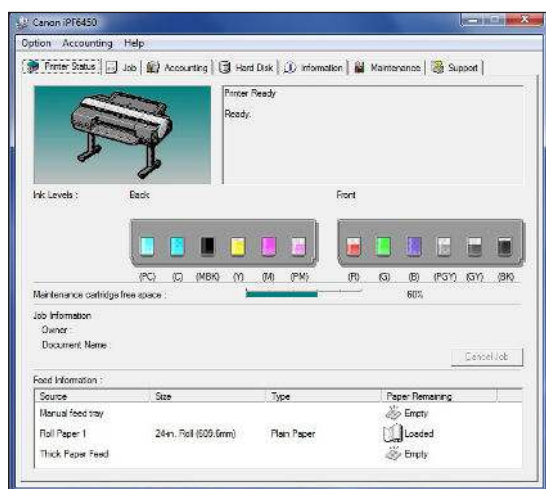 Canon iPF6450
Option Accounting Help
Printer Status Job Accounting Hard Disk Information Maintenance Support
Printer Ready
Ready.
Ink Levels : Back Front
(PC) (C) (MBK) (Y) (M) (PM) (R) (G) (B) (PGY) (GY) (BK)
Maintenance cartridge free space : 60%
Job Information
Owner :
Document Name :
Cancel Job
Feed Information :
Source Size Type Paper Remaining
Manual feed tray Empty
Roll Paper 1 24-in. Roll (609.6mm) Plain Paper Loaded
Thick Paper Feed Empty